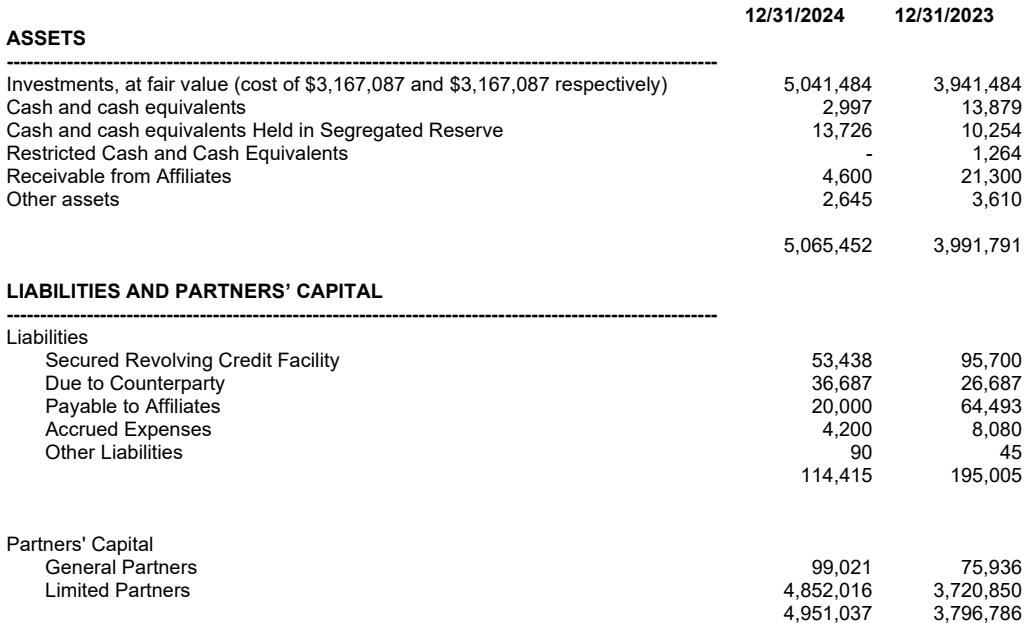 12/31/2024 12/31/2023
ASSETS
Investments, at fair value (cost of $3,167,087 and $3,167,087 respectively) 5,041,484 3,941,484
Cash and cash equivalents 2,997 13,879
Cash and cash equivalents Held in Segregated Reserve 13,726 10,254
Restricted Cash and Cash Equivalents - 1,264
Receivable from Affiliates 4,600 21,300
Other assets 2,645 3,610
5,065,452 3,991,791
LIABILITIES AND PARTNERS’ CAPITAL
Liabilities
Secured Revolving Credit Facility 53,438 95,700
Due to Counterparty 36,687 26,687
Payable to Affiliates 20,000 64,493
Accrued Expenses 4,200 8,080
Other Liabilities 90 45
114,415 195,005
Partners' Capital
General Partners 99,021 75,936
Limited Partners 4,852,016 3,720,850
4,951,037 3,796,786